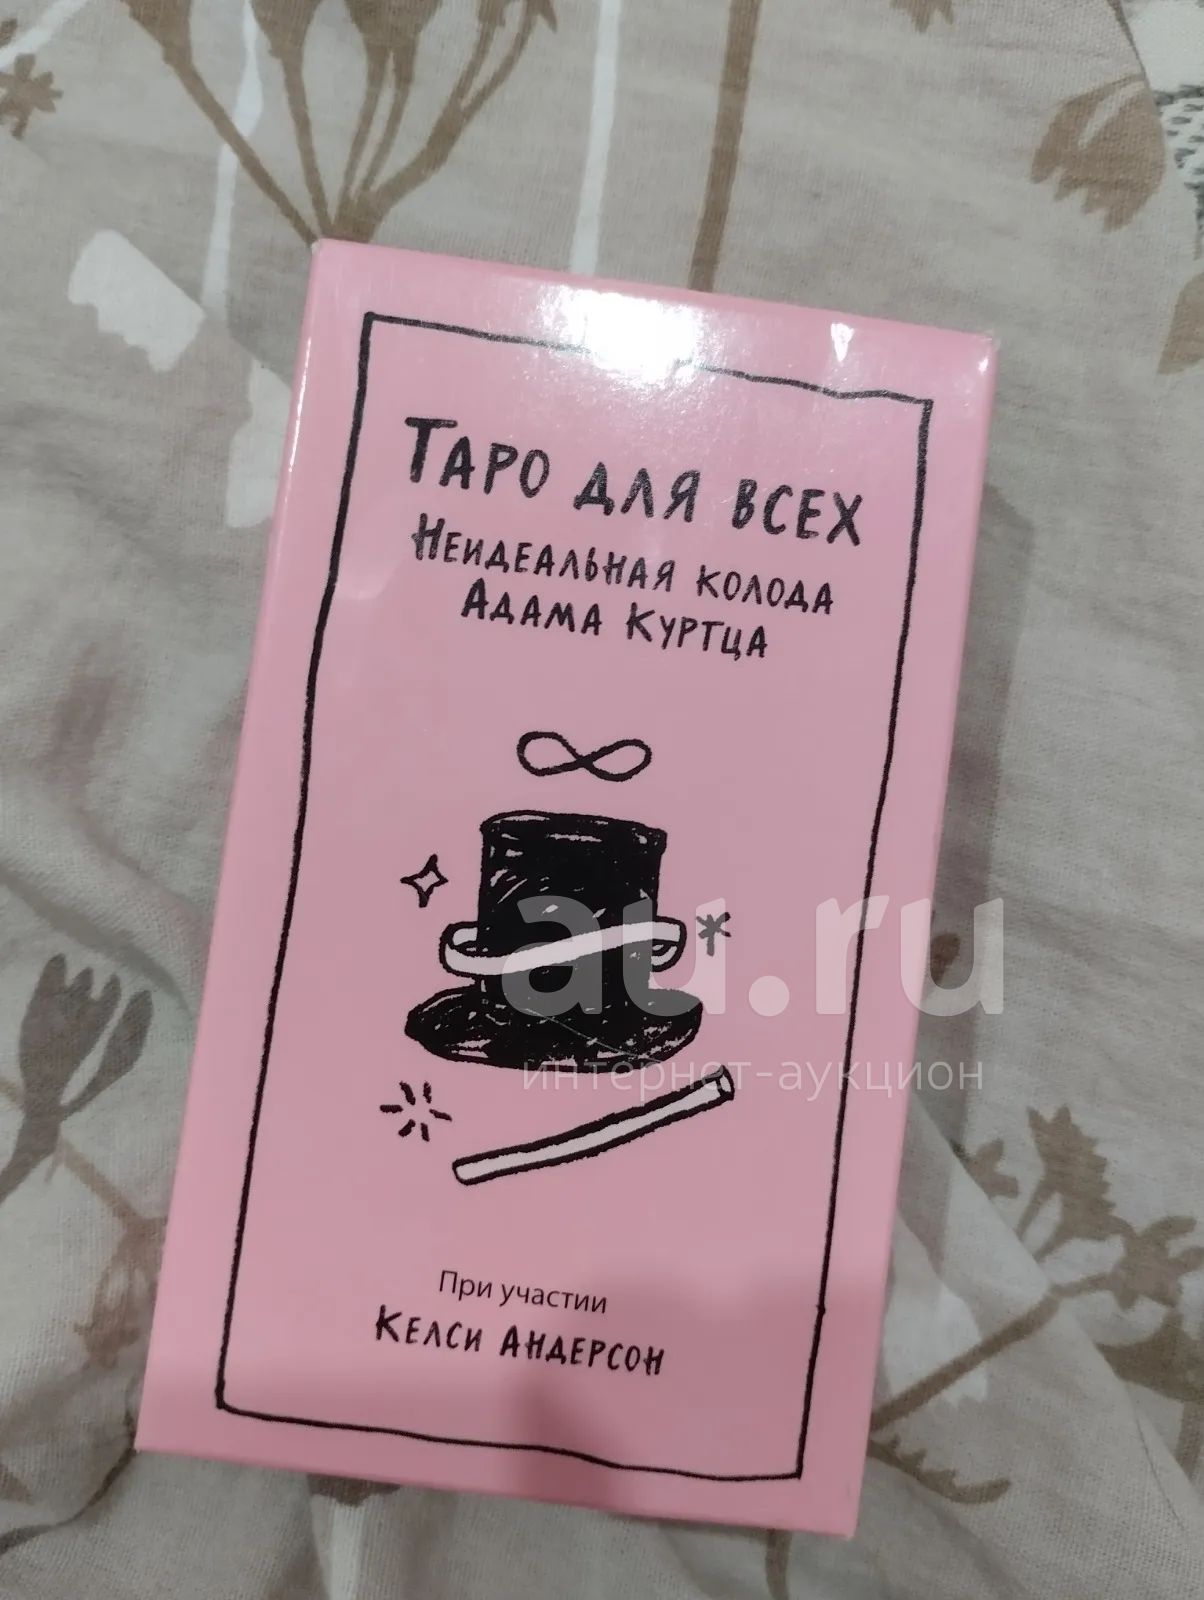 Таро для всех
Неидеальная колода
Адама Куртца
au.ru
интернет-аукцион
При участии
Келси Андерсон